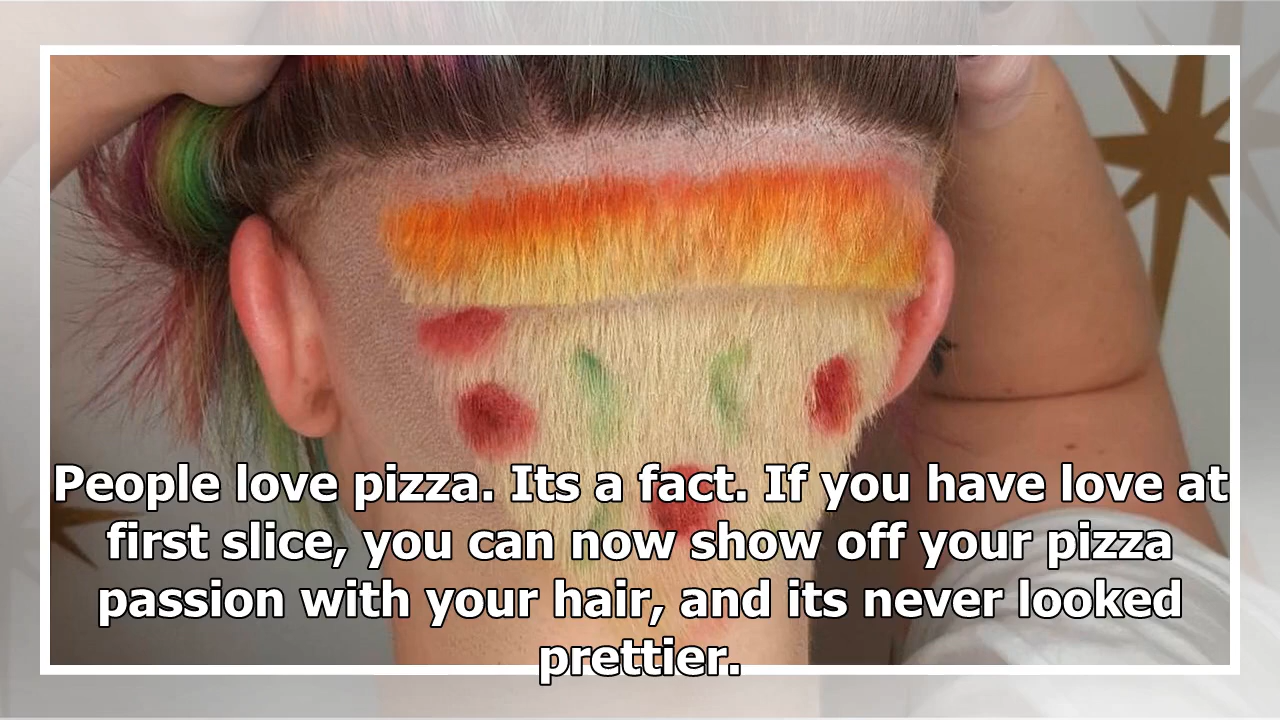 People love pizza. Its a fact. If you have love at
first slice, you can now show off your pizza
passion with your hair, and its never looked
prettier.